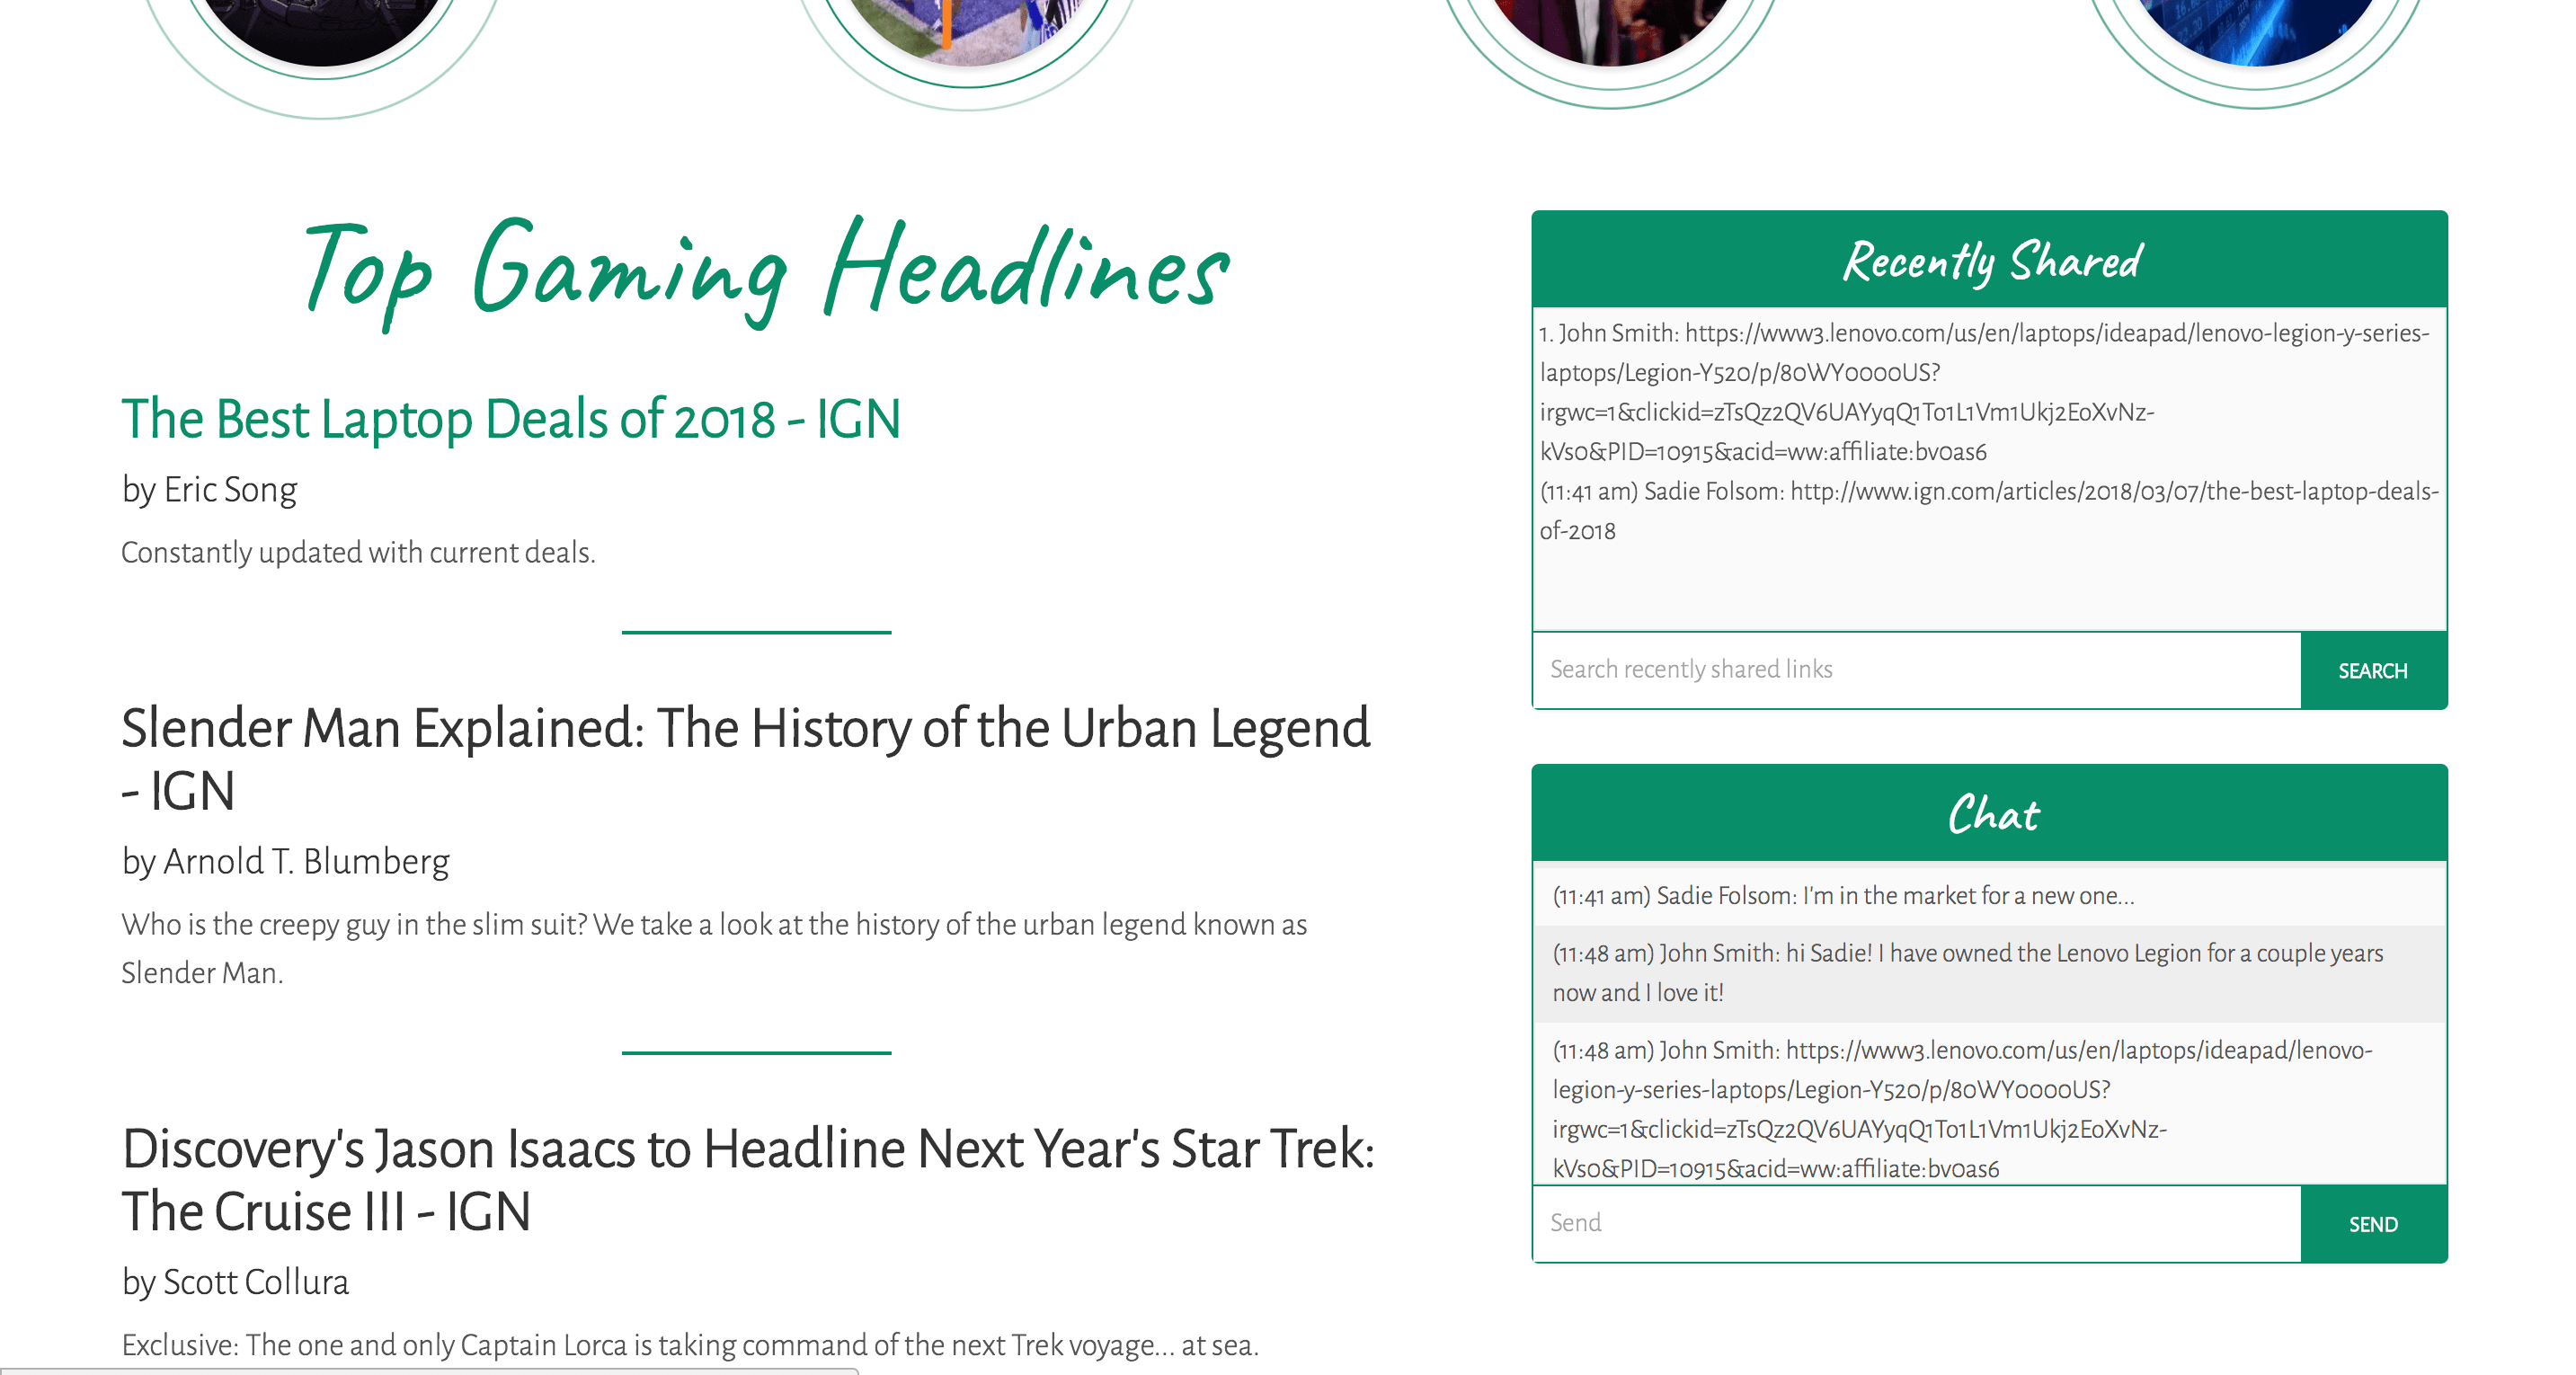 Top Gaming Headlines
The Best Laptop Deals of 2018 - IGN
by Eric Song
Constantly updated with current deals.
Slender Man Explained: The History of the Urban Legend
- IGN
by Arnold T. Blumberg
Who is the creepy guy in the slim suit? We take a look at the history of the urban legend known as
Slender Man.
Discovery's Jason Isaacs to Headline Next Year's Star Trek:
The Cruise III - IGN
by Scott Collura
Exclusive: The one and only Captain Lorca is taking command of the next Trek voyage... at sea.
Recently Shared
1. John Smith: https://www3.lenovo.com/us/en/laptops/ideapad/lenovo-legion-y-series-
laptops/Legion-Y520/p/80WY0000US?
irgwc=1&clickid=zTsQz2QV6UAYyqQ1To1L1Vm1Ukj2EoXvNz-
kVs0&PID=10915&acid=ww:affiliate:bv0as6
(11:41 am) Sadie Folsom: http://www.ign.com/articles/2018/03/07/the-best-laptop-deals-
of-2018
Search recently shared links
SEARCH
Chat
(11:41 am) Sadie Folsom: I'm in the market for a new one...
(11:48 am) John Smith: hi Sadie! I have owned the Lenovo Legion for a couple years
now and I love it!
(11:48 am) John Smith: https://www3.lenovo.com/us/en/laptops/ideapad/lenovo-
legion-y-series-laptops/Legion-Y520/p/80WY0000US?
irgwc=1&clickid=zTsQz2QV6UAYyqQ1To1L1Vm1Ukj2EoXvNz-
kVs0&PID=10915&acid=ww:affiliate:bv0as6
Send
SEND